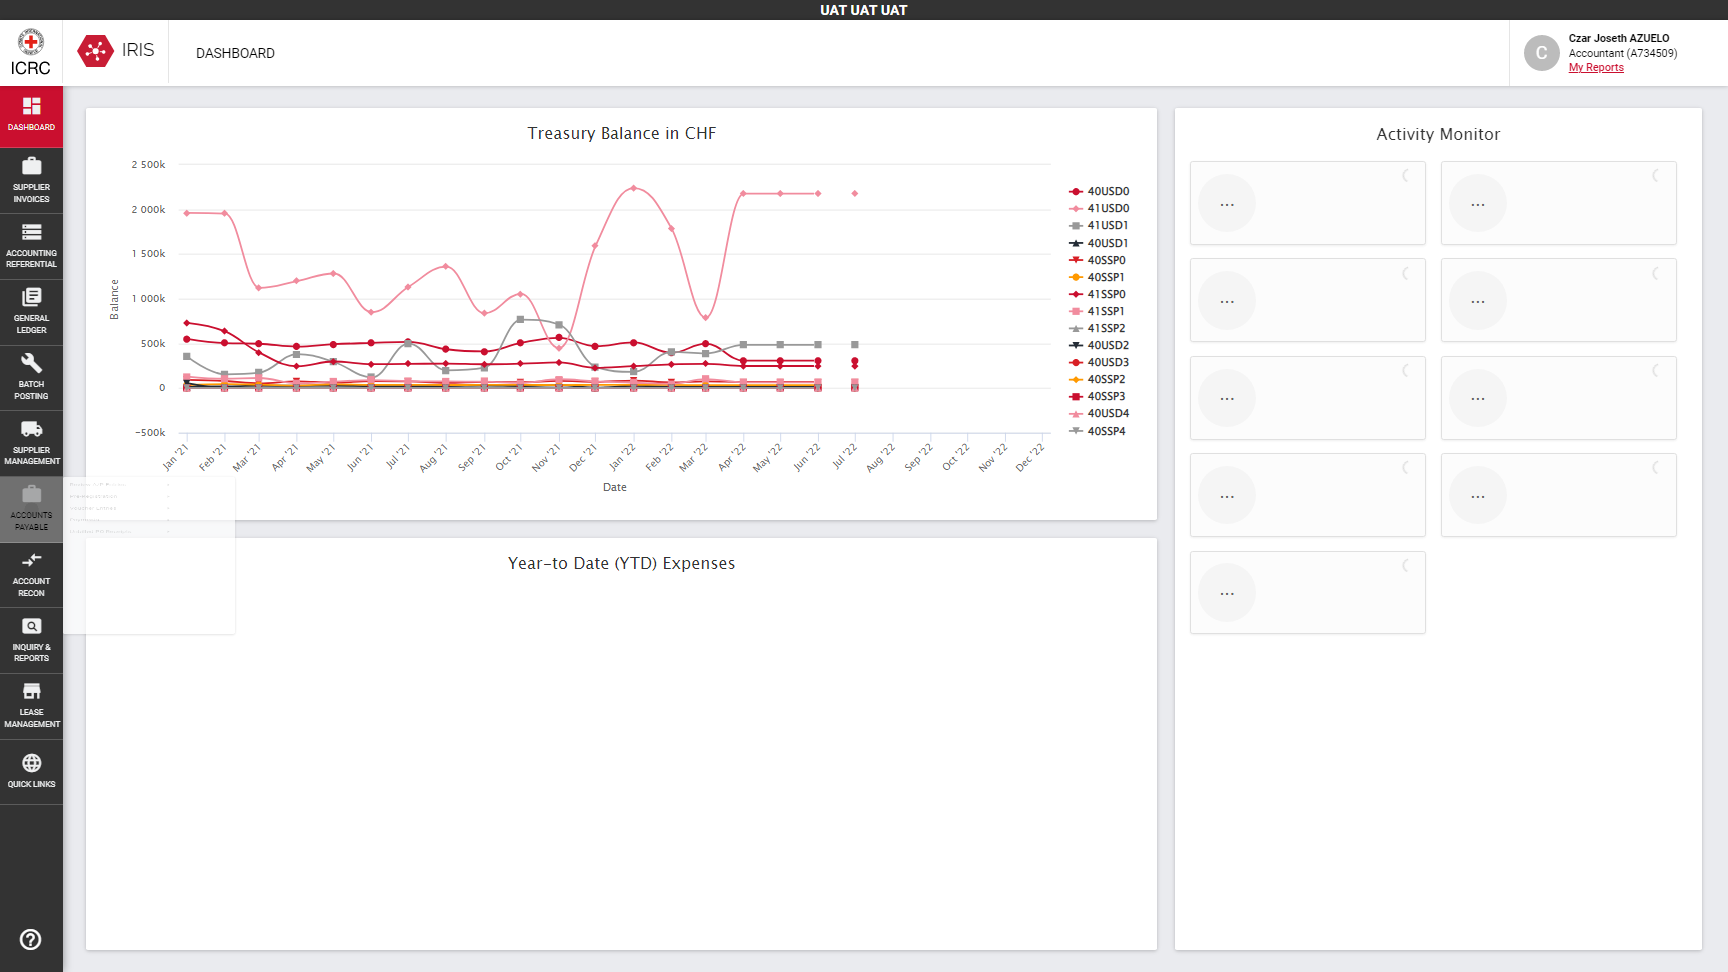 UAT UAT UAT
ICRC
IRIS
DASHBOARD
Czar Joseth AZUELO
Accountant (A734509)
My Reports
C
DASHBOARD
SUPPLIER
INVOICES
ACCOUNTING
REFERENTIAL
GENERAL
LEDGER
BATCH
POSTING
SUPPLIER
MANAGEMENT
ACCOUNTS
PAYABLE
ACCOUNT
RECON
INQUIRY &
REPORTS
LEASE
MANAGEMENT
QUICK LINKS
Treasury Balance in CHF
Balance
2 500k
2 000k
1 500k
1 000k
500k
0
-500k
Jan '21
Feb '21
Mar '21
Apr '21
May '21
Jun '21
Jul '21
Aug '21
Sep '21
Oct '21
Nov '21
Dec '21
Jan '22
Feb '22
Mar '22
Apr '22
May '22
Jun '22
Jul '22
Aug '22
Sep '22
Oct '22
Nov '22
Dec '22
Date
40USD0
41USD0
41USD1
40USD1
40SSP0
40SSP1
41SSP0
41SSP1
41SSP2
40USD2
40USD3
40SSP2
40SSP3
40USD4
40SSP4
Year-to Date (YTD) Expenses
Activity Monitor
...
...
...
...
...
...
...
...
...